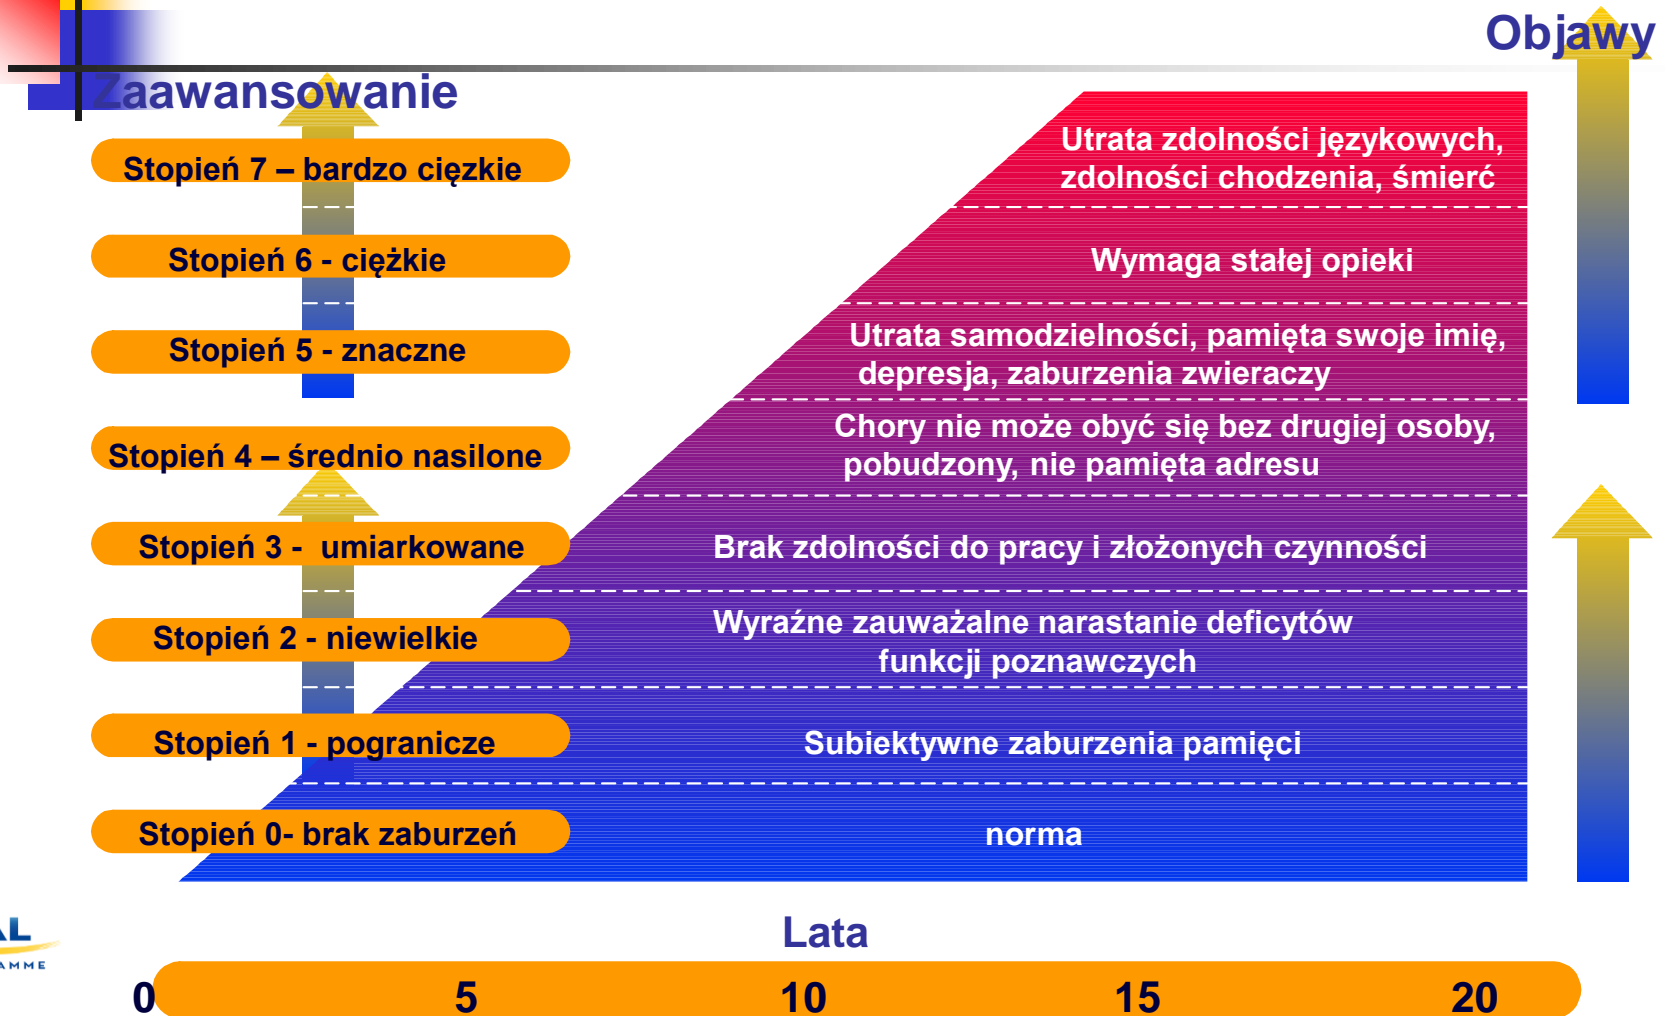 Objawy
Zaawansowanie
Stopień 7 – bardzo cięzkie
Utrata zdolności językowych,
zdolności chodzenia, śmierć
Stopień 6 - ciężkie
Wymaga stałej opieki
Stopień 5 - znaczne
Utrata samodzielności, pamięta swoje imię,
depresja, zaburzenia zwieraczy
Stopień 4 – średnio nasilone
Chory nie może obyć się bez drugiej osoby,
pobudzony, nie pamięta adresu
Stopień 3 - umiarkowane
Brak zdolności do pracy i złożonych czynności
Stopień 2 - niewielkie
Wyraźne zauważalne narastanie deficytów
funkcji poznawczych
Stopień 1 - pogranicze
Subiektywne zaburzenia pamięci
Stopień 0- brak zaburzeń
norma
Lata
0 5 10 15 20